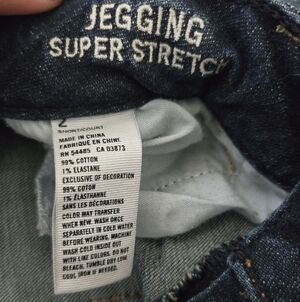 JEGGING
SUPER STRETCH
2
SHORT/COURT
MADE IN CHINA
FABRIQUÉ EN CHINE
RN 54485 CA 03873
99% COTTON
1% ELASTANE
EXCLUSIVE OF DECORATION
99% COTON
1% ÉLASTHANNE
SANS LES DÉCORATIONS
COLOR MAY TRANSFER
WHEN NEW. WASH ONCE
SEPARATELY IN COLD WATER
BEFORE WEARING. MACHINE
WASH COLD INSIDE OUT
WITH LIKE COLORS. DO NOT
BLEACH. TUMBLE DRY LOW.
COOL IRON IF NEEDED.